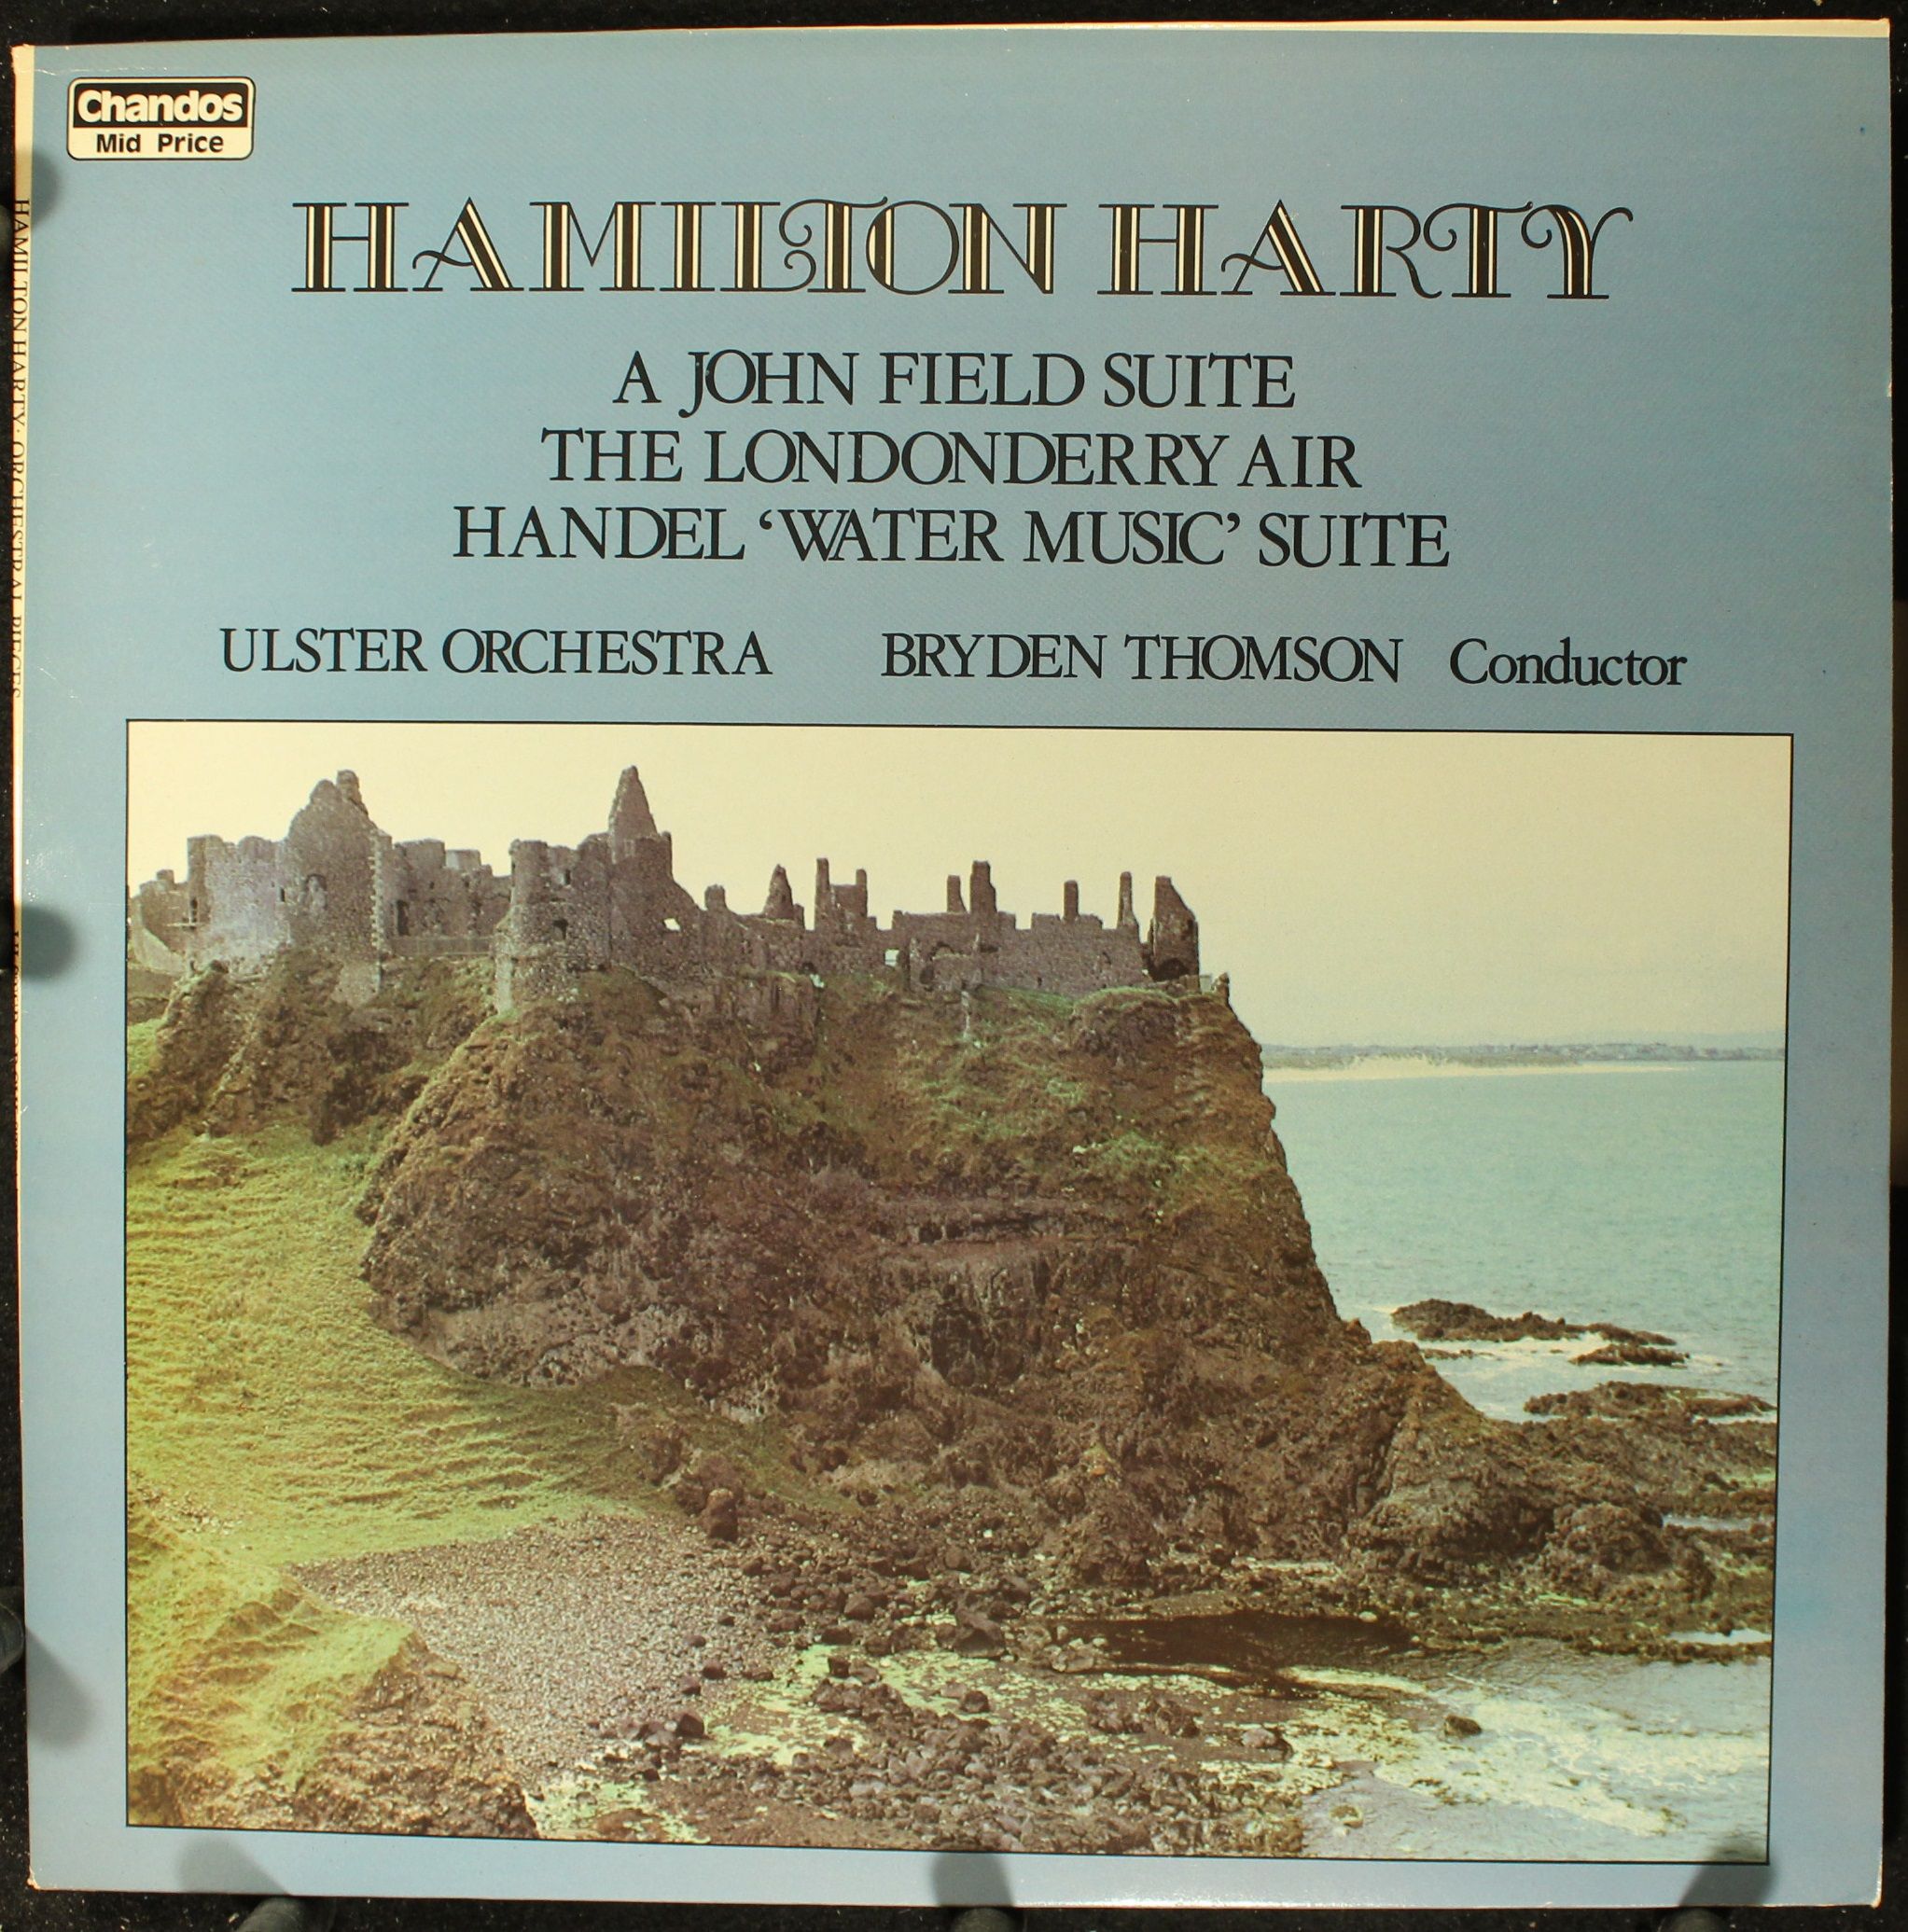 Chandos
Mid Price
HAMILTON HARTY
A JOHN FIELD SUITE
THE LONDONDERRY AIR
HANDEL ‘WATER MUSIC’ SUITE
ULSTER ORCHESTRA BRYDEN THOMSON Conductor
HAMILTON HARTY · ORCHESTRAL PIECES